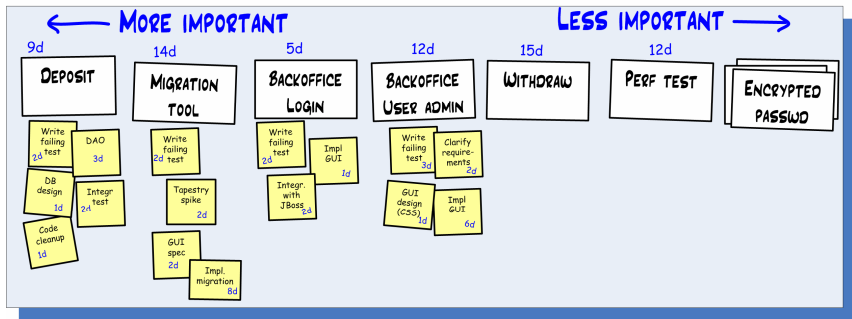 MORE IMPORTANT
LESS IMPORTANT
9d
14d
5d
12d
15d
12d
DEPOSIT
MIGRATION
TOOL
BACKOFFICE
LOGIN
BACKOFFICE
USER ADMIN
WITHDRAW
PERF TEST
ENCRYPTED
PASSWD
Write
failing
test
2d
DAO
3d
DB
design
1d
Integr
test
2d
Code
cleanup
1d
Write
failing
test
2d
Tapestry
spike
2d
GUI
spec
2d
Impl.
migration
8d
Write
failing
test
2d
Impl
GUI
1d
Integr.
with
JBoss
2d
Write
failing
test
3d
Clarify
require-
ments
2d
GUI
design
(CSS)
1d
Impl
GUI
6d